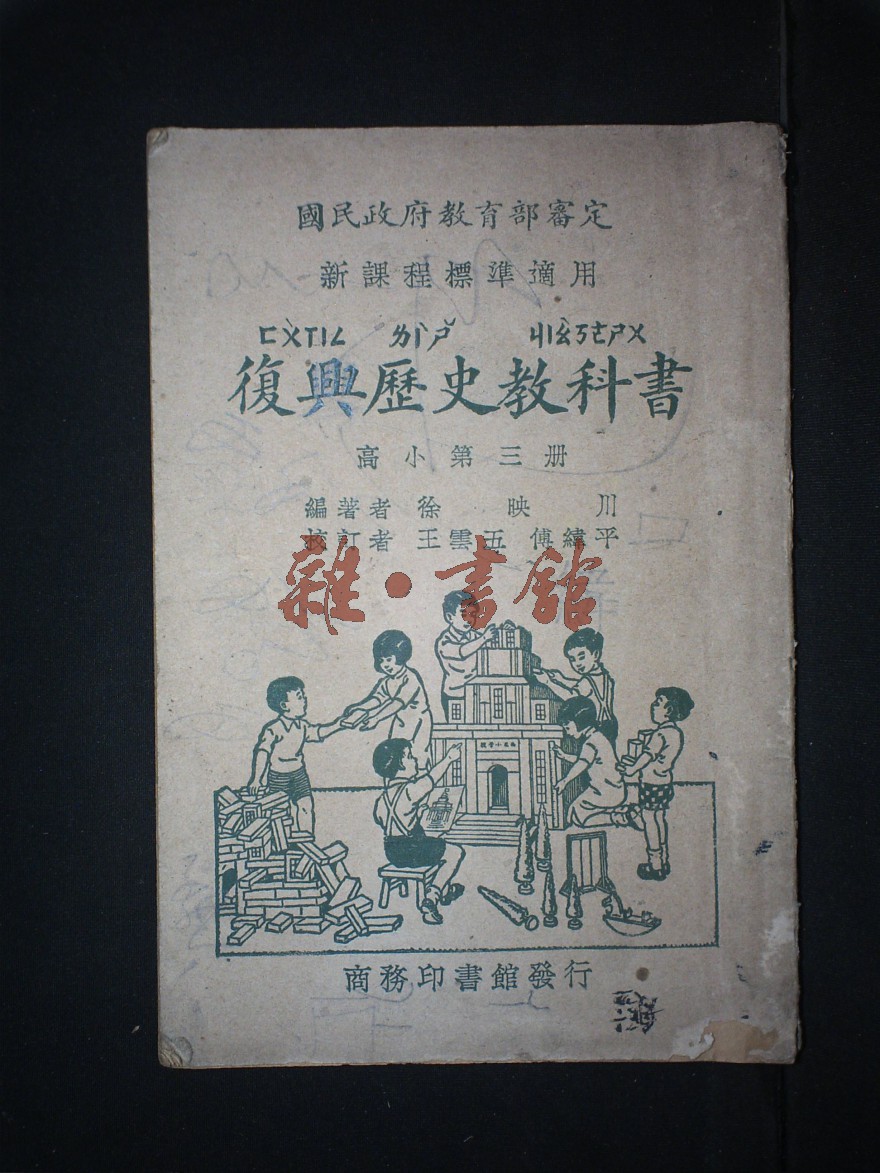 國民政府教育部審定
新課程標準適用
ㄈㄨˋㄒㄧㄥ ㄌㄧˋㄕˇ ㄐㄧㄠˋㄎㄜㄕㄨ
復興歷史教科書
高小第三册
編著者 徐映川
校訂者 王雲五 傅緯平
雜·書館
商務印書館發行